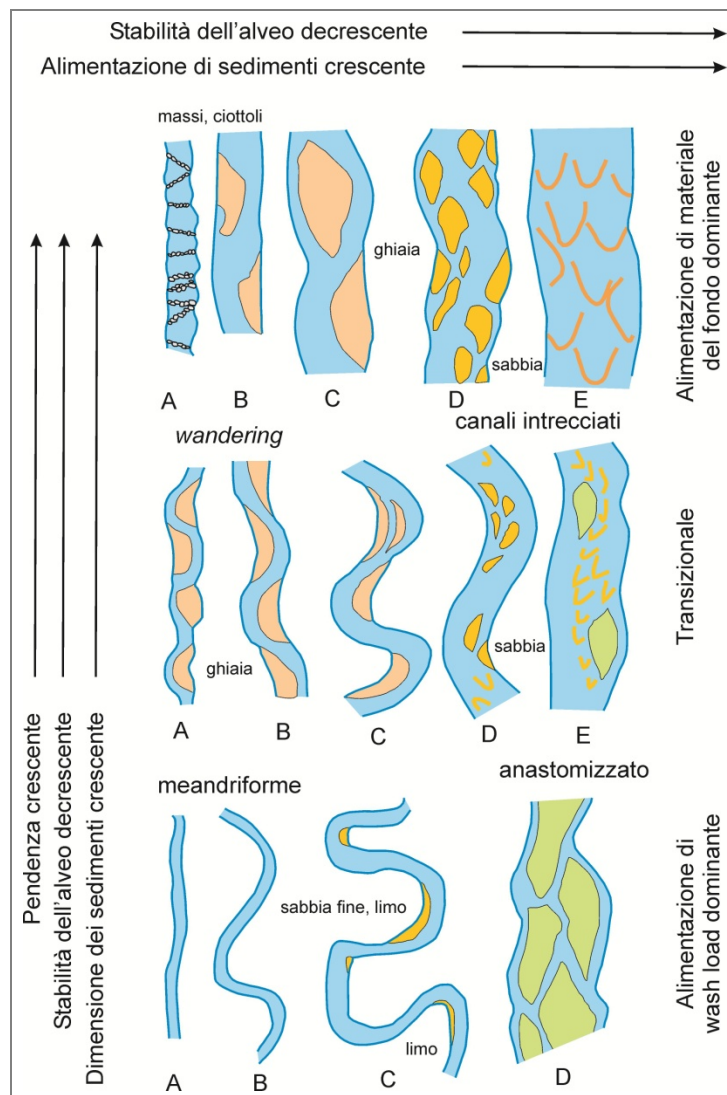 Stabilità dell'alveo decrescente
Alimentazione di sedimenti crescente
massi, ciottoli
ghiaia
sabbia
A
B
C
D
E
Alimentazione di materiale
del fondo dominante
wandering
canali intrecciati
ghiaia
sabbia
A
B
C
D
E
Transizionale
meandriforme
anastomizzato
sabbia fine, limo
limo
A
B
C
D
Alimentazione di
wash load dominante
Pendenza crescente
Stabilità dell'alveo decrescente
Dimensione dei sedimenti crescente